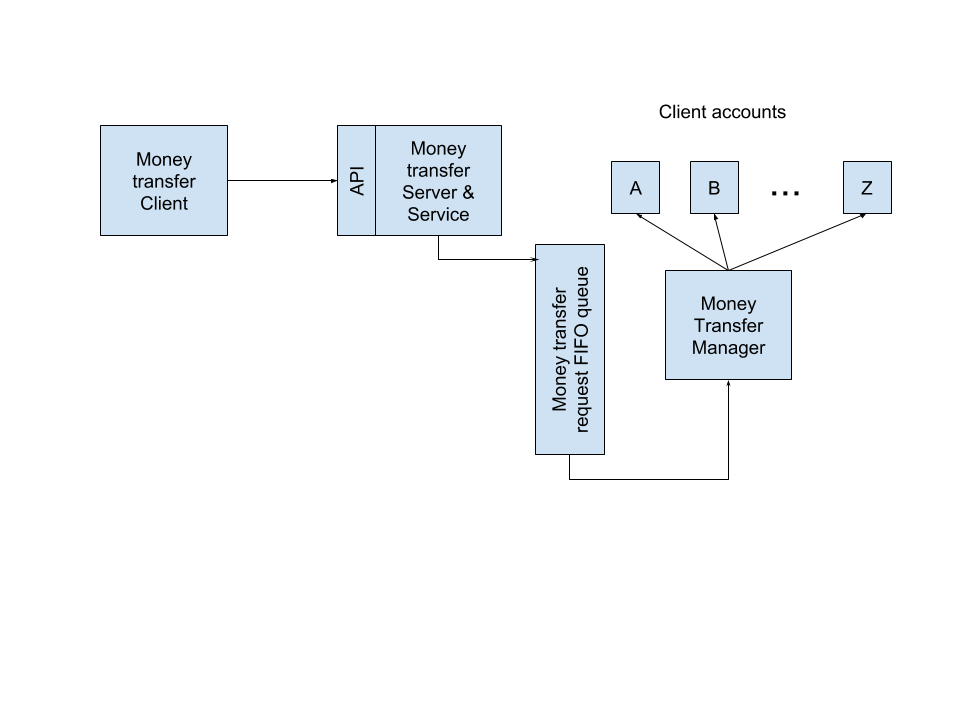 Client accounts
Money
transfer
Client
API
Money
transfer
Server &
Service
A
B
...
Z
Money transfer
request FIFO queue
Money
Transfer
Manager